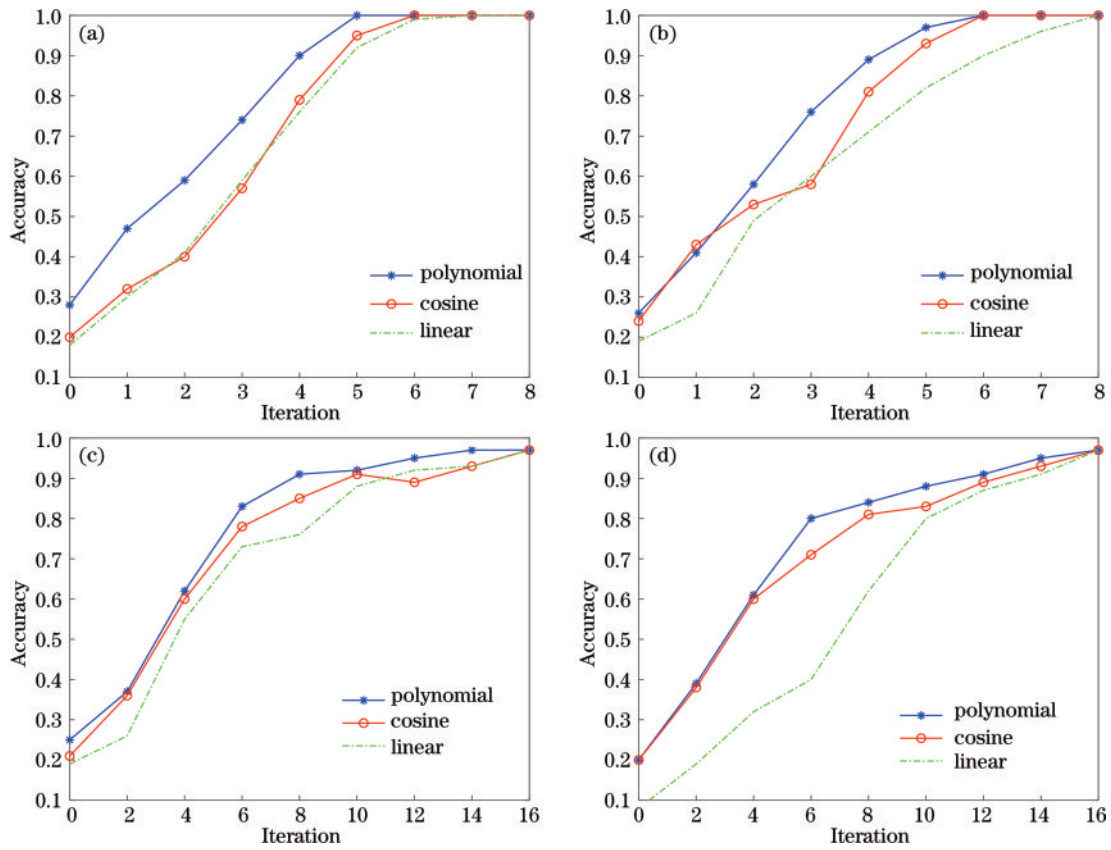 (a)
1.0
0.9
0.8
0.7
0.6
0.5
0.4
0.3
0.2
0.1
Accuracy
polynomial
cosine
linear
0 1 2 3 4 5 6 7 8
Iteration
(b)
1.0
0.9
0.8
0.7
0.6
0.5
0.4
0.3
0.2
0.1
Accuracy
polynomial
cosine
linear
0 1 2 3 4 5 6 7 8
Iteration
(c)
1.0
0.9
0.8
0.7
0.6
0.5
0.4
0.3
0.2
0.1
Accuracy
polynomial
cosine
linear
0 2 4 6 8 10 12 14 16
Iteration
(d)
1.0
0.9
0.8
0.7
0.6
0.5
0.4
0.3
0.2
0.1
Accuracy
polynomial
cosine
linear
0 2 4 6 8 10 12 14 16
Iteration